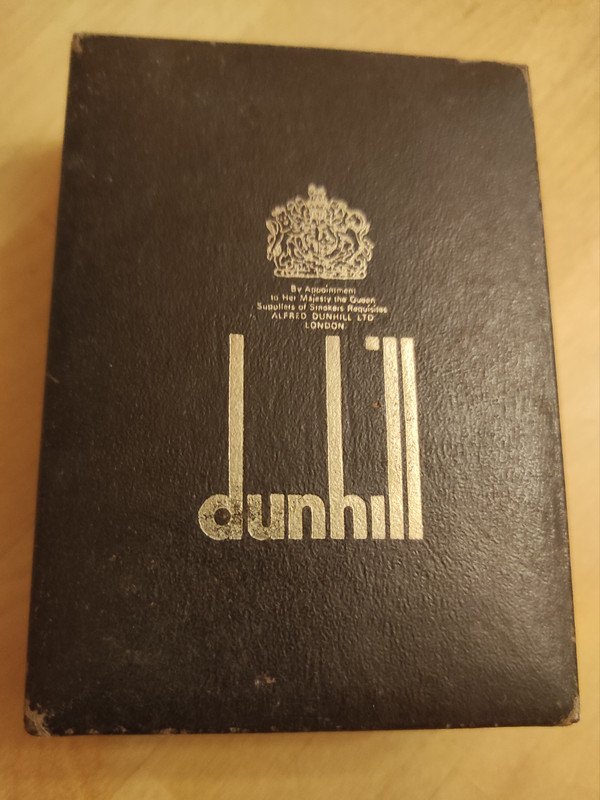 By Appointment
to Her Majesty the Queen
Suppliers of Smokers Requisites
ALFRED DUNHILL LTD
LONDON
dunhill